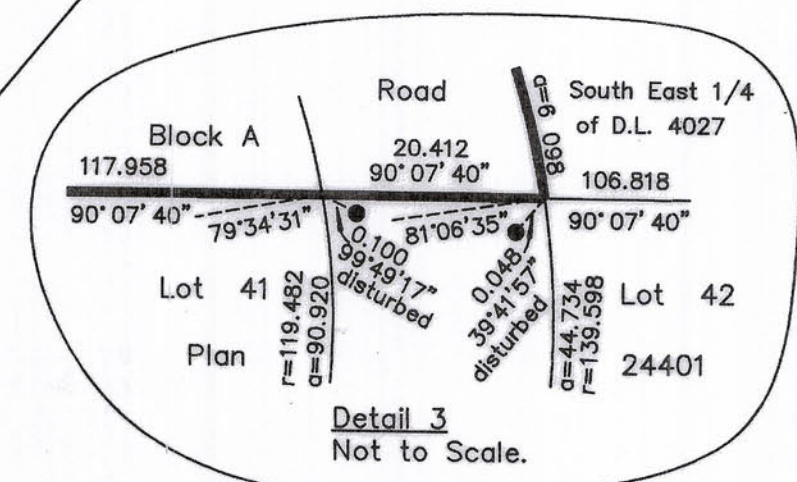 Road
a=6 098
South East 1/4
of D.L. 4027
Block A
117.958
20.412
90°07'40"
106.818
90°07'40"
79°34'31"
81°06'35"
90°07'40"
0.100
99°49'17"
disturbed
0.048
39°41'57"
disturbed
Lot 41
r=119.482
a=90.920
a=44.734
r=139.598
Lot 42
Plan
24401
Detail 3
Not to Scale.